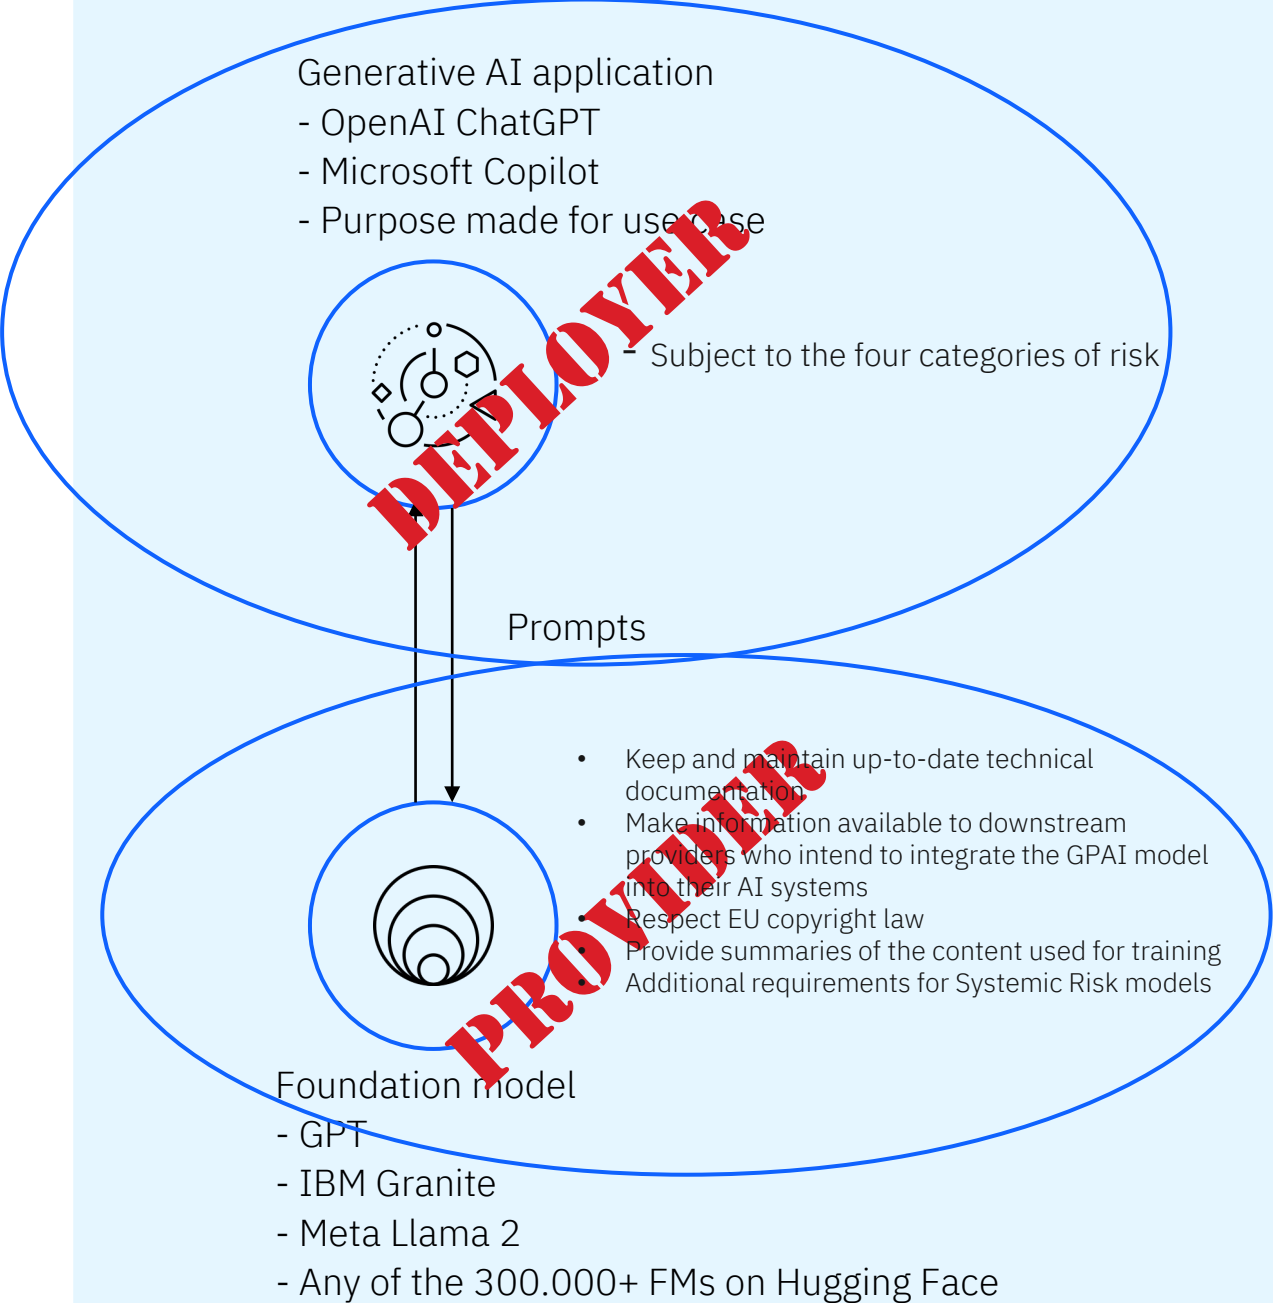 Generative AI application
- OpenAI ChatGPT
- Microsoft Copilot
- Purpose made for use case
DEPLOYER
- Subject to the four categories of risk
Prompts
• Keep and maintain up-to-date technical
documentation
• Make information available to downstream
providers who intend to integrate the GPAI model
into their AI systems
• Respect EU copyright law
• Provide summaries of the content used for training
• Additional requirements for Systemic Risk models
PROVIDER
Foundation model
- GPT
- IBM Granite
- Meta Llama 2
- Any of the 300.000+ FMs on Hugging Face